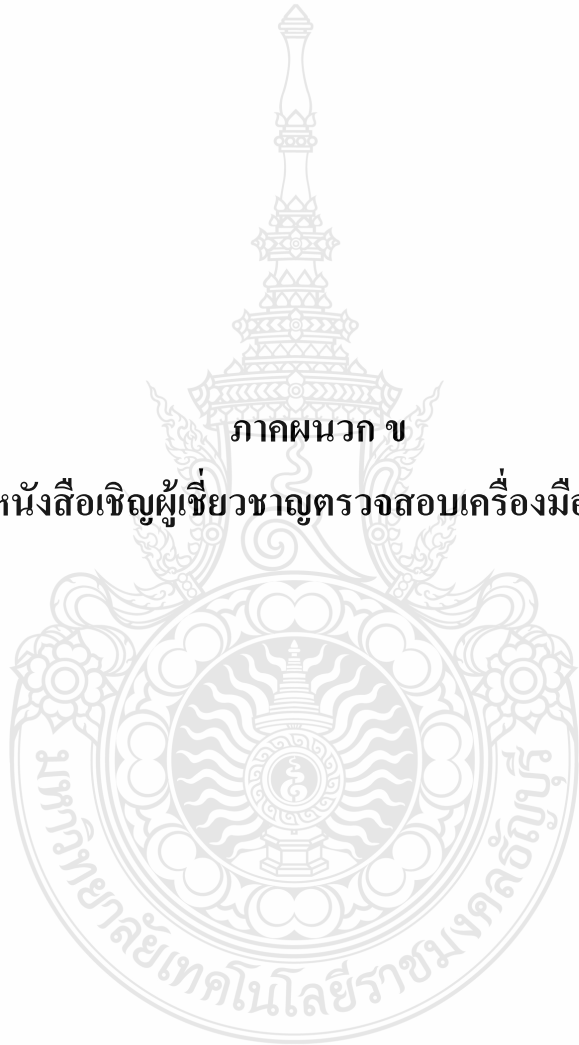 ภาคผนวก ข
หนังสือเชิญผู้เชี่ยวชาญตรวจสอบเครื่องมือ
มหาวิทยาลัยเทคโนโลยีราชมงคลธัญบุรี